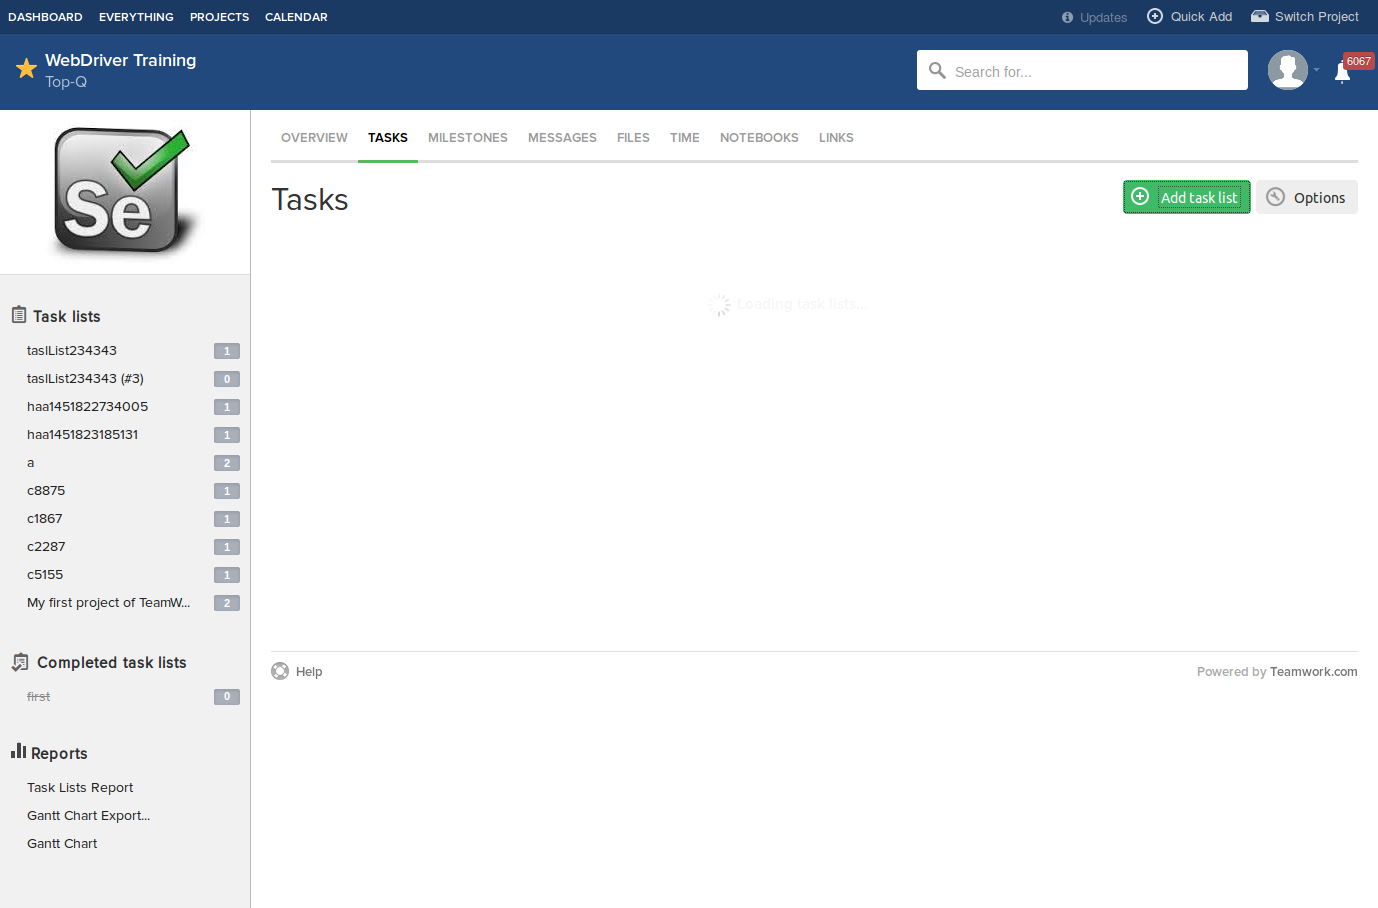 DASHBOARD EVERYTHING PROJECTS CALENDAR Updates Quick Add Switch Project
WebDriver Training
Top-Q
Search for...
6067
Se
OVERVIEW TASKS MILESTONES MESSAGES FILES TIME NOTEBOOKS LINKS
Tasks
Add task list
Options
Loading task lists...
Task lists
taslList234343 1
taslList234343 (#3) 0
haa1451822734005 1
haa1451823185131 1
a 2
c8875 1
c1867 1
c2287 1
c5155 1
My first project of TeamW... 2
Completed task lists
first 0
Reports
Task Lists Report
Gantt Chart Export...
Gantt Chart
Help
Powered by Teamwork.com